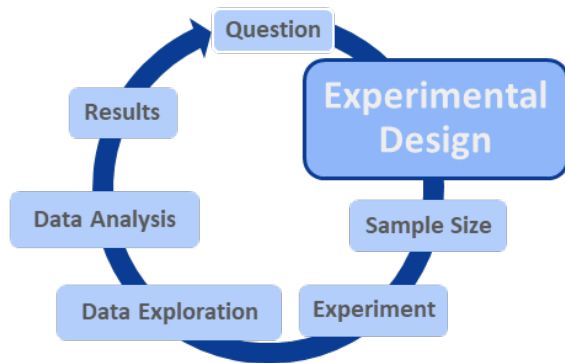 Question
Experimental
Design
Sample Size
Experiment
Data Exploration
Data Analysis
Results